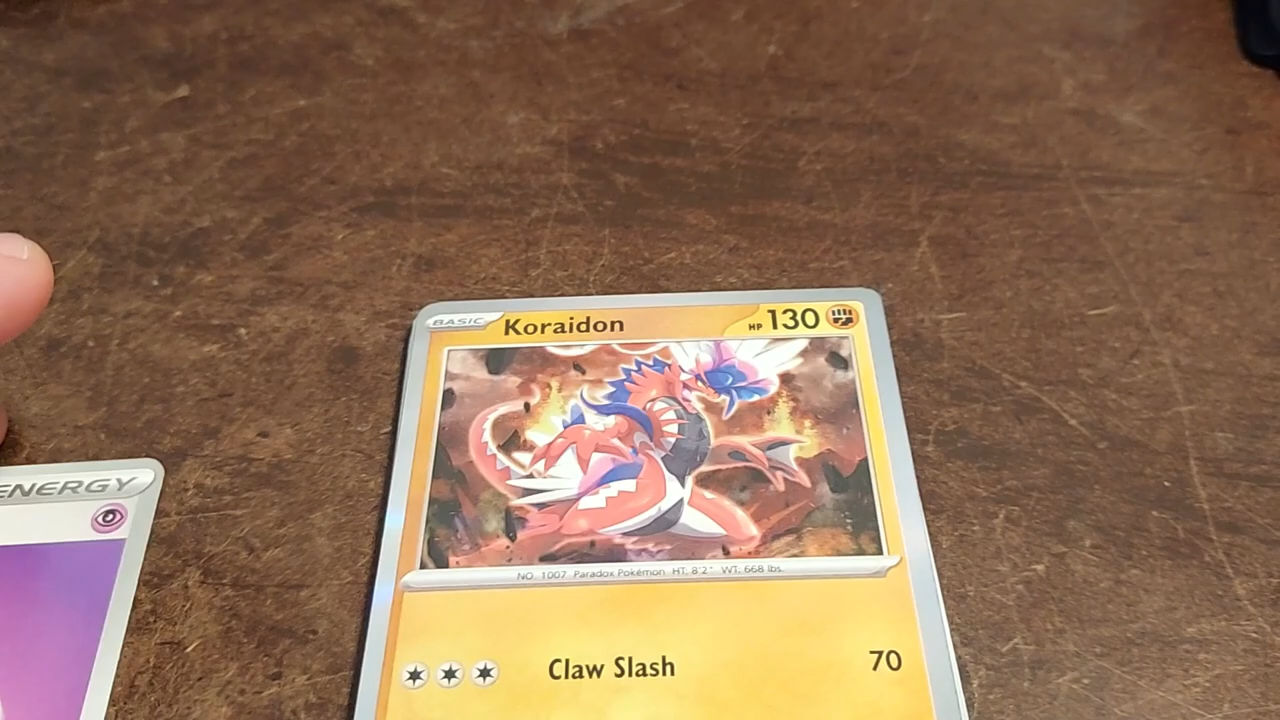 BASIC Koraidon HP 130
NO. 1007 Paradox Pokémon HT: 8'2" WT: 668 lbs.
Claw Slash 70
ENERGY